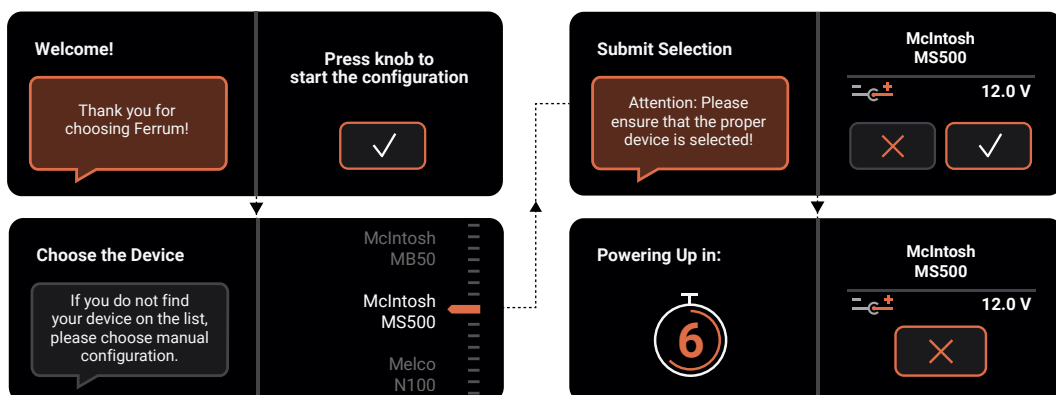 Welcome!
Thank you for
choosing Ferrum!
Press knob to
start the configuration
Choose the Device
If you do not find
your device on the list,
please choose manual
configuration.
McIntosh
MB50
McIntosh
MS500
Melco
N100
Submit Selection
Attention: Please
ensure that the proper
device is selected!
McIntosh
MS500
12.0 V
Powering Up in:
6
McIntosh
MS500
12.0 V